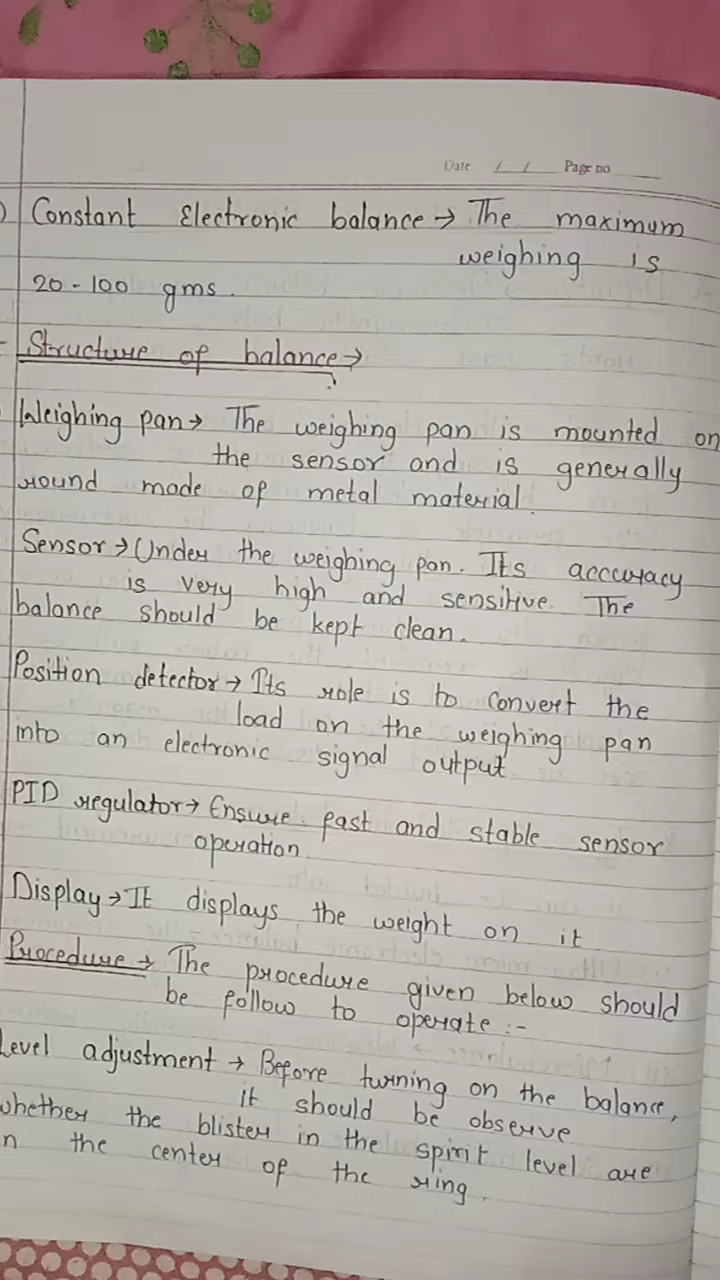 Date / / Page no
) Constant Electronic balance → The maximum
weighing is
20-100 gms.
- Structure of balance →
Weighing pan → The weighing pan is mounted on
the sensor and is generally
round made of metal material.
Sensor → Under the weighing pan. Its acccuracy
is very high and sensitive. The
balance should be kept clean.
Position detector → Its role is to convert the
load on the weighing pan
into an electronic signal output
PID regulator → Ensure fast and stable sensor
operation.
Display → It displays the weight on it
Procedure → The procedure given below should
be follow to operate :-
Level adjustment → Before turning on the balance,
it should be observe
whether the blister in the spirit level are
n the center of the ring.